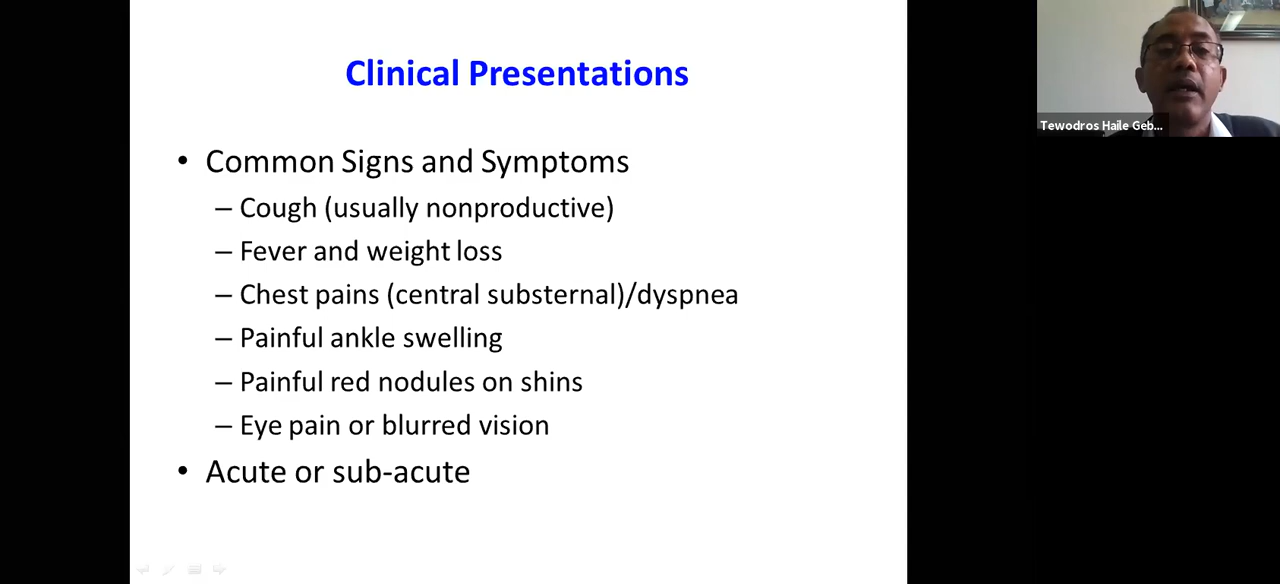 Clinical Presentations
Tewodros Haile Geb...
• Common Signs and Symptoms
– Cough (usually nonproductive)
– Fever and weight loss
– Chest pains (central substernal)/dyspnea
– Painful ankle swelling
– Painful red nodules on shins
– Eye pain or blurred vision
• Acute or sub-acute